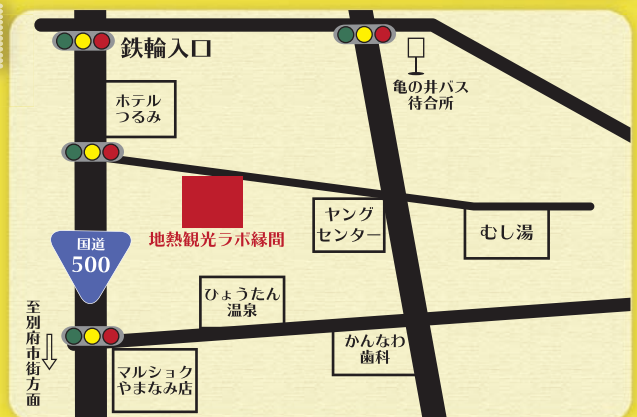 鉄輪入口
亀の井バス
待合所
ホテル
つるみ
地熱観光ラボ縁間
ヤング
センター
むし湯
国道
500
ひょうたん
温泉
かんなわ
歯科
マルショク
やまなみ店
至別府市街方面